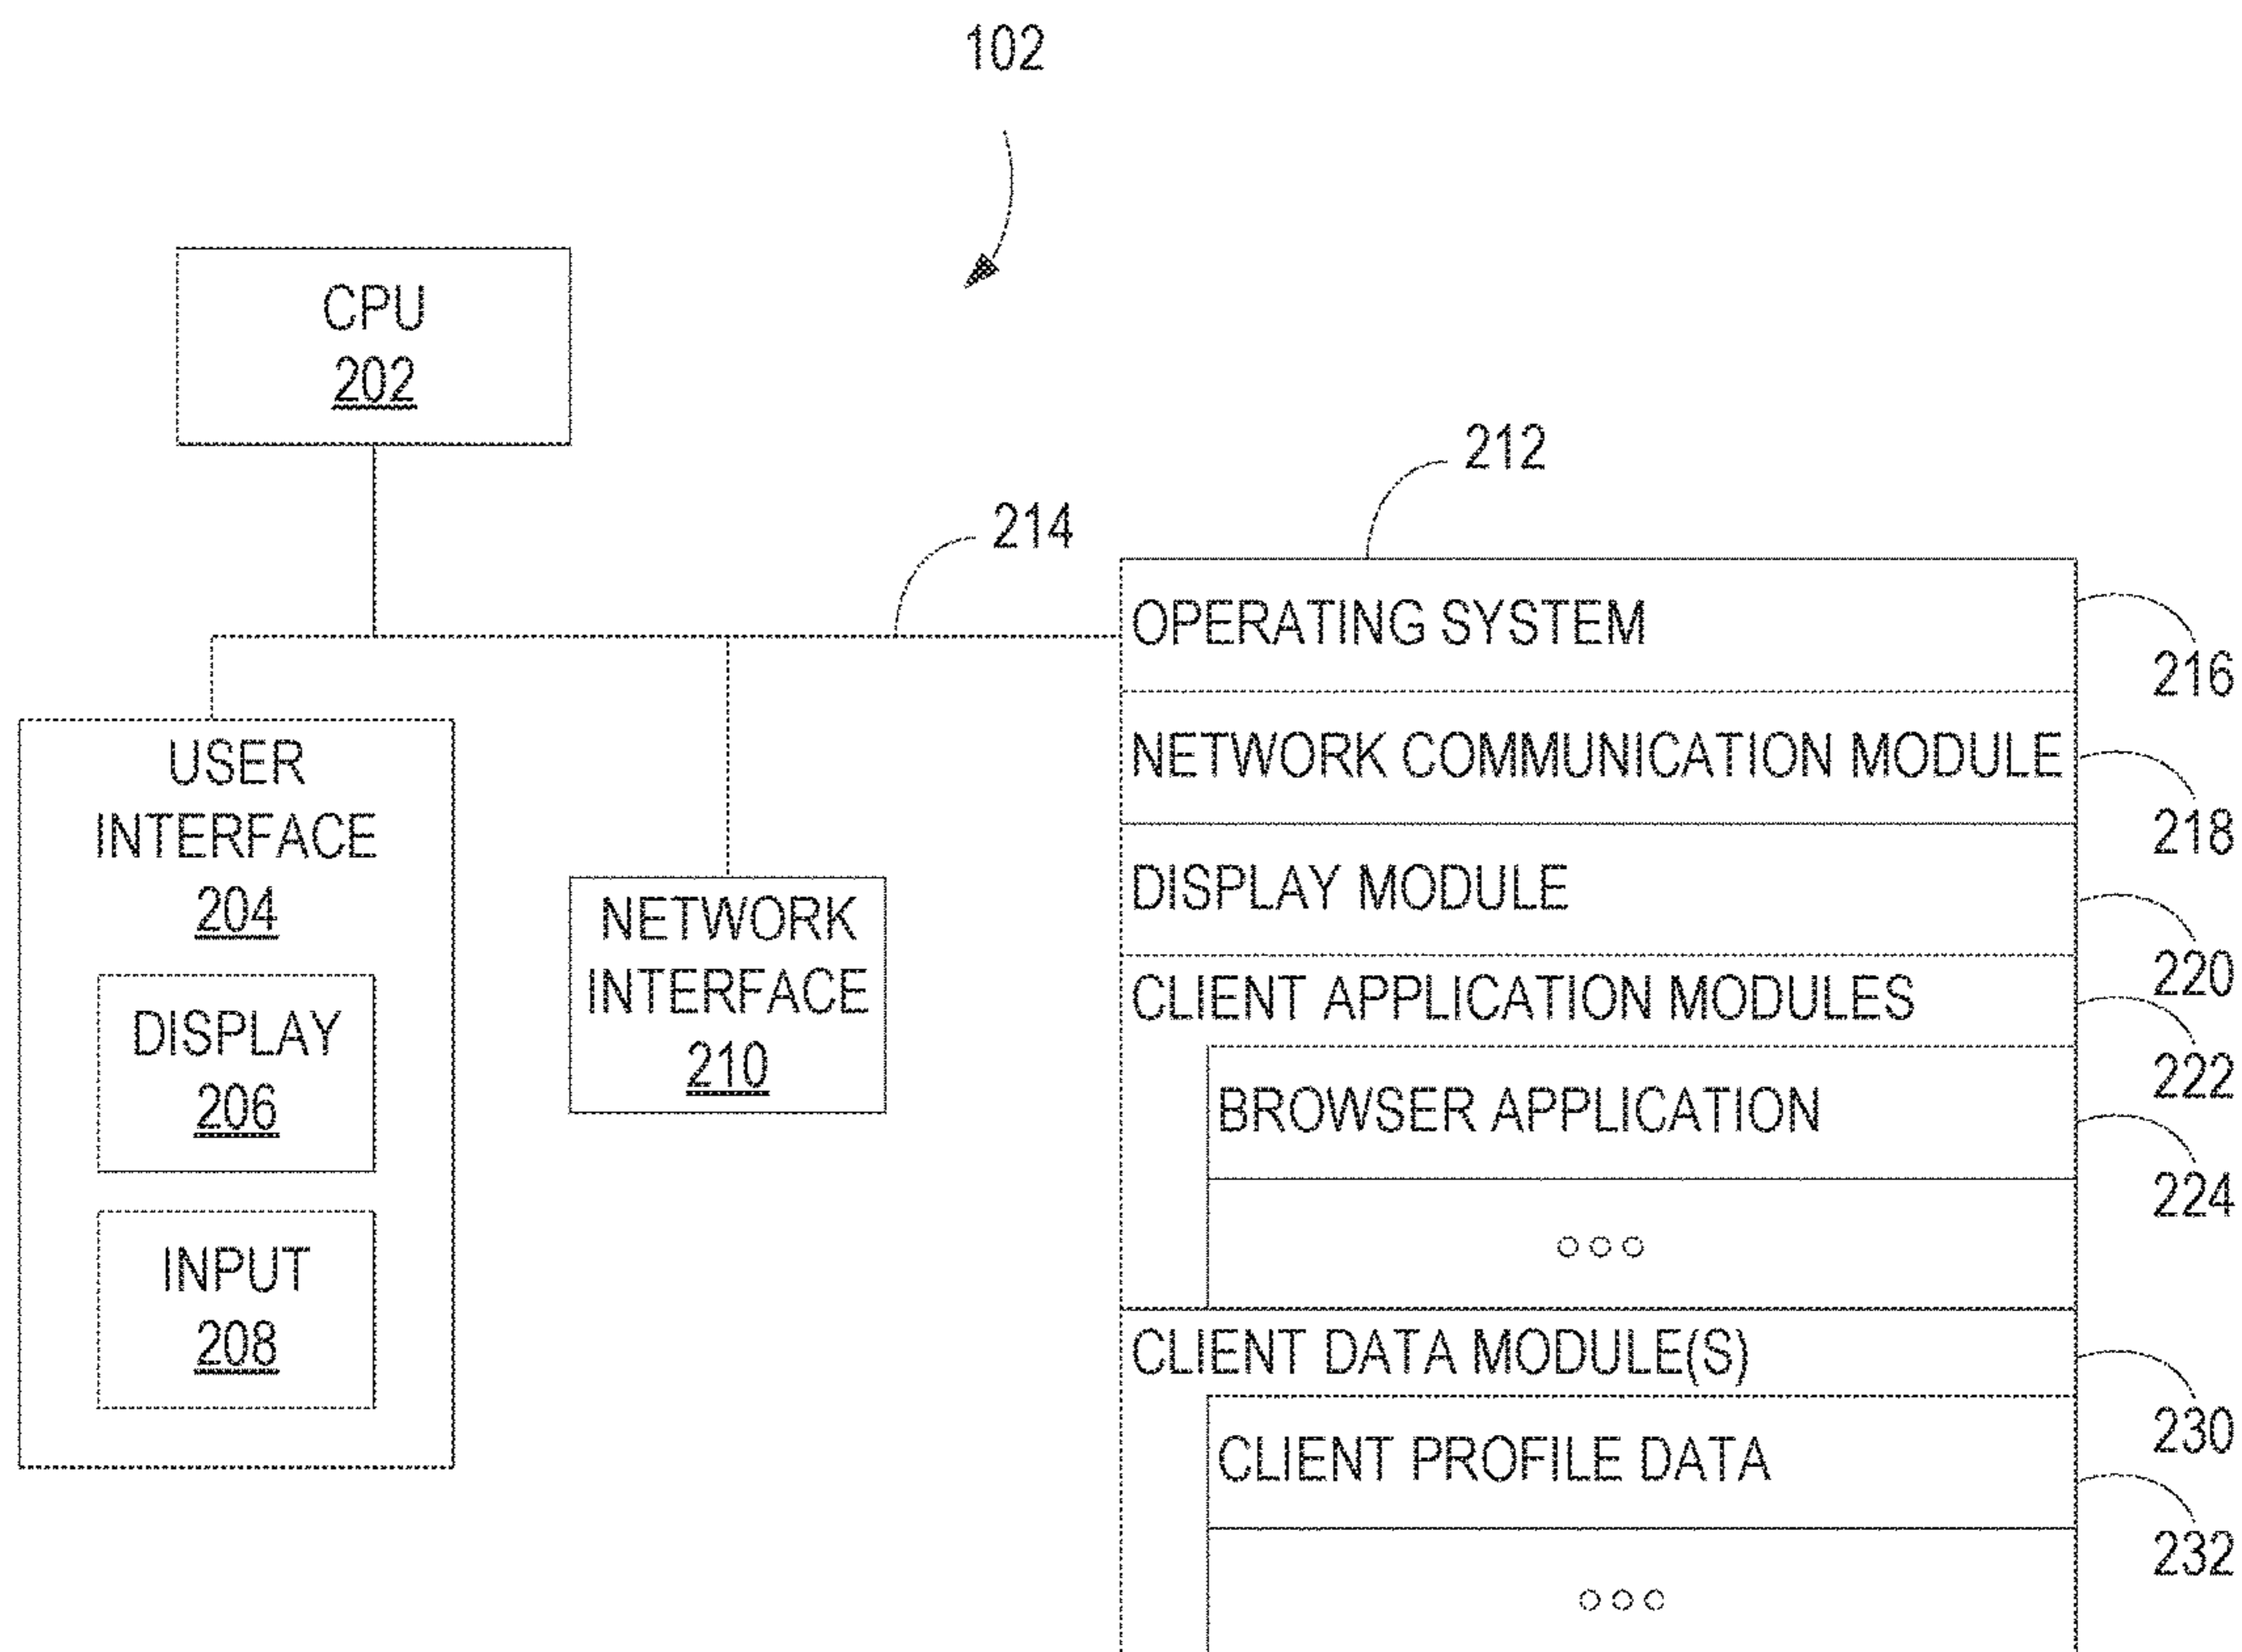 102
CPU
202
212
214
OPERATING SYSTEM
216
NETWORK COMMUNICATION MODULE
218
DISPLAY MODULE
220
CLIENT APPLICATION MODULES
222
BROWSER APPLICATION
224
CLIENT DATA MODULE(S)
230
CLIENT PROFILE DATA
232
USER
INTERFACE
204
DISPLAY
206
INPUT
208
NETWORK
INTERFACE
210